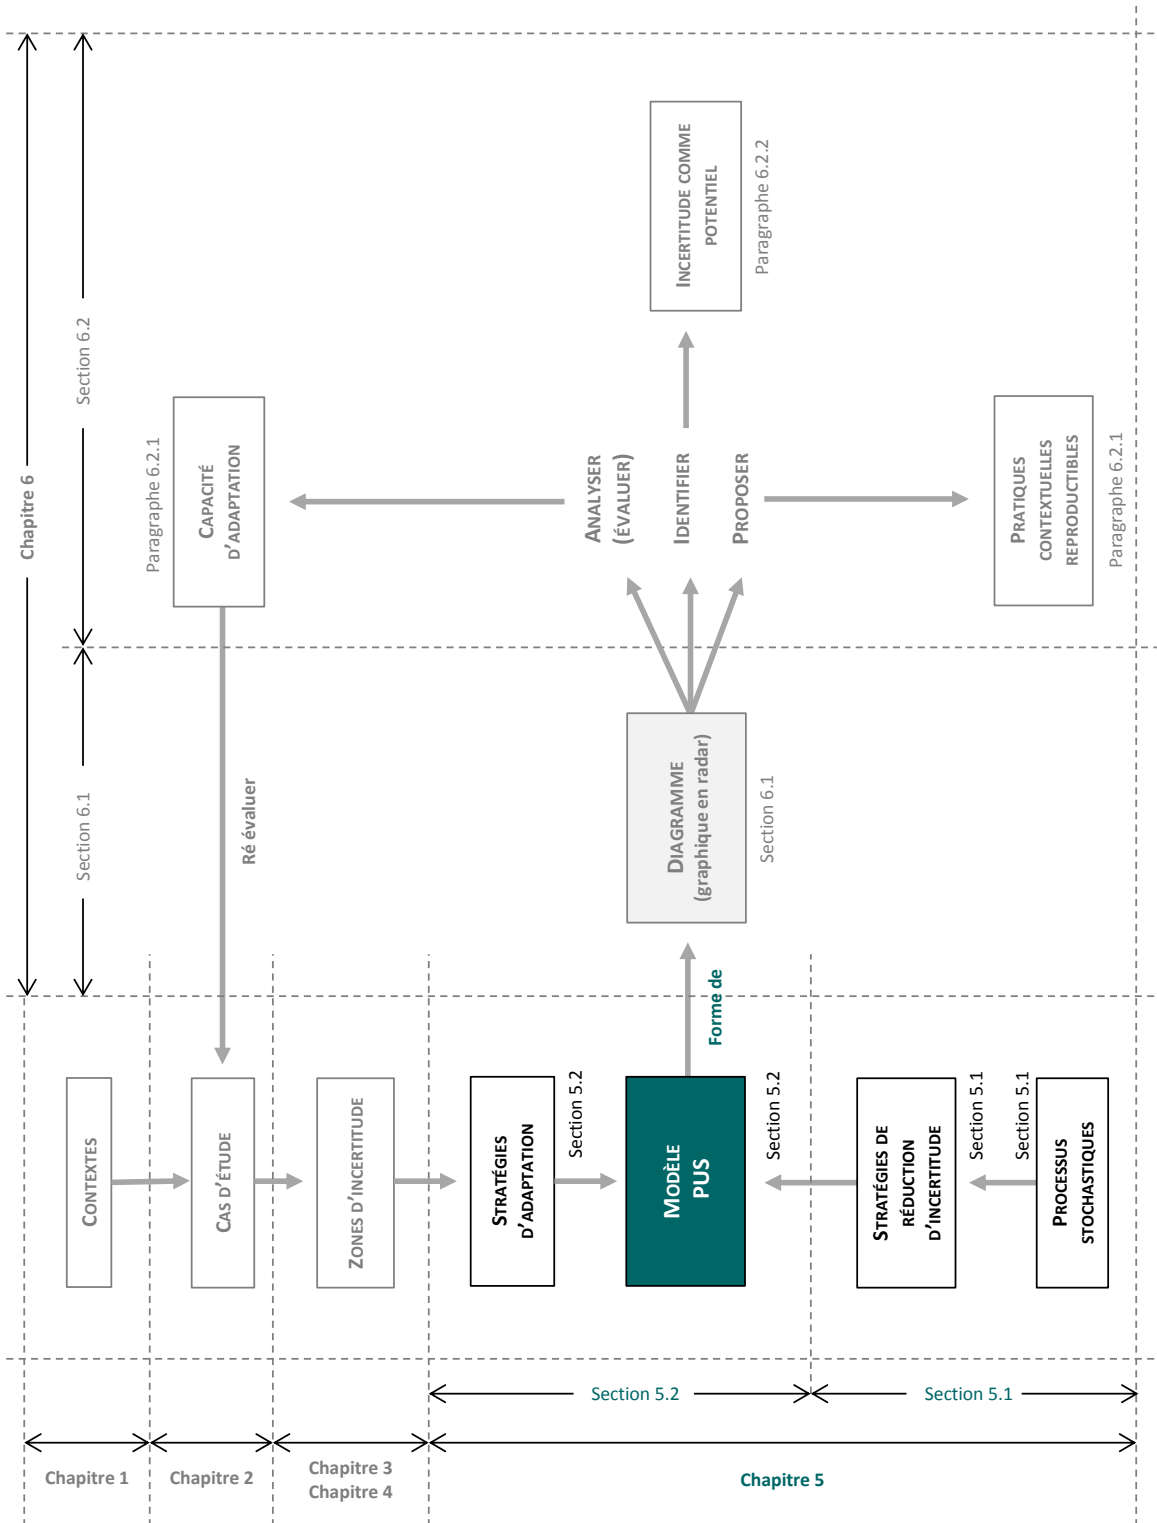 Chapitre 6
Section 6.1
Section 6.2
CONTEXTES
CAS D'ÉTUDE
Ré évaluer
CAPACITÉ
D'ADAPTATION
Paragraphe 6.2.1
ZONES D'INCERTITUDE
STRATÉGIES
D'ADAPTATION
Section 5.2
MODÈLE
PUS
Section 5.2
Forme de
DIAGRAMME
(graphique en radar)
Section 6.1
ANALYSER
(ÉVALUER)
IDENTIFIER
PROPOSER
INCERTITUDE COMME
POTENTIEL
Paragraphe 6.2.2
STRATÉGIES DE
RÉDUCTION
D'INCERTITUDE
Section 5.1
PROCESSUS
STOCHASTIQUES
Section 5.1
PRATIQUES
CONTEXTUELLES
REPRODUCTIBLES
Paragraphe 6.2.1
Section 5.2
Section 5.1
Chapitre 1
Chapitre 2
Chapitre 3
Chapitre 4
Chapitre 5